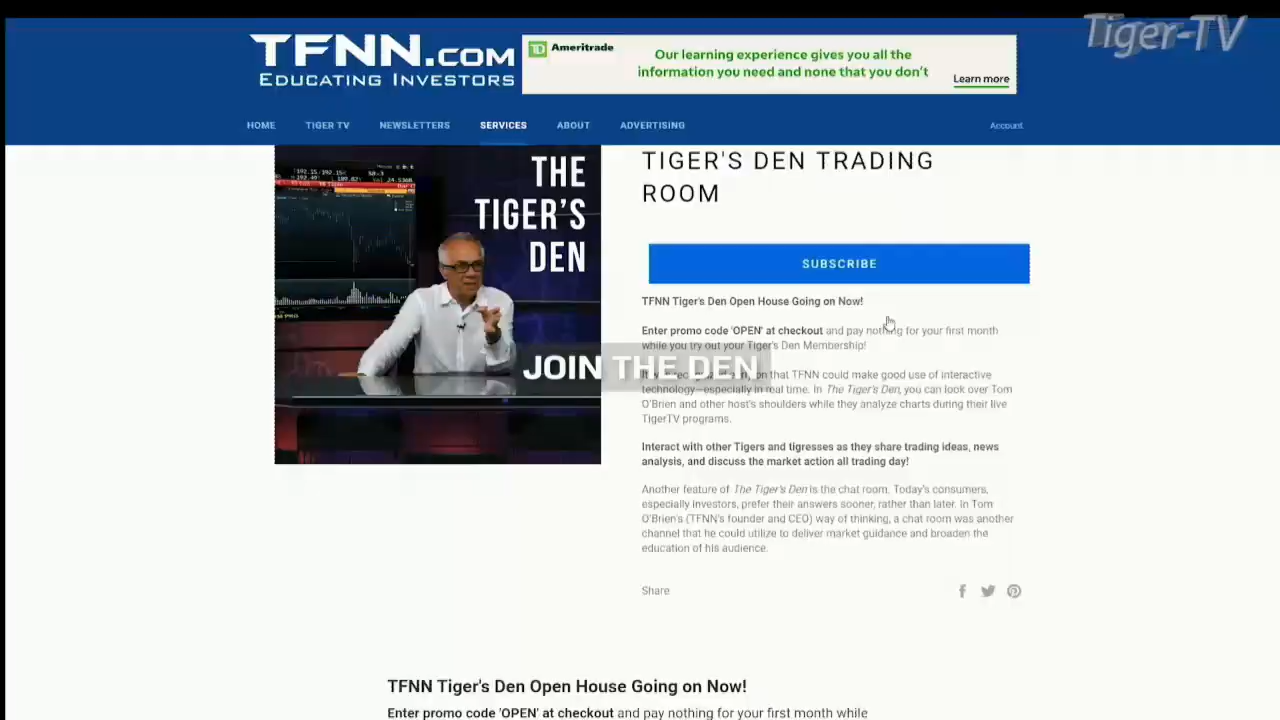 Tiger-TV
TFNN.COM
EDUCATING INVESTORS
TD Ameritrade
Our learning experience gives you all the
information you need and none that you don't
Learn more
HOME TIGER TV NEWSLETTERS SERVICES ABOUT ADVERTISING Account
THE
TIGER'S
DEN
TIGER'S DEN TRADING
ROOM
SUBSCRIBE
TFNN Tiger's Den Open House Going on Now!
Enter promo code 'OPEN' at checkout and pay nothing for your first month
while you try out your Tiger's Den Membership!
JOIN THE DEN
that TFNN could make good use of interactive
technology—especially in real time. In The Tiger's Den, you can look over Tom
O'Brien and other host's shoulders while they analyze charts during their live
TigerTV programs.
Interact with other Tigers and tigresses as they share trading ideas, news
analysis, and discuss the market action all trading day!
Another feature of The Tiger's Den is the chat room. Today's consumers,
especially investors, prefer their answers sooner, rather than later. In Tom
O'Brien's (TFNN's founder and CEO) way of thinking, a chat room was another
channel that he could utilize to deliver market guidance and broaden the
education of his audience.
Share
TFNN Tiger's Den Open House Going on Now!
Enter promo code 'OPEN' at checkout and pay nothing for your first month while